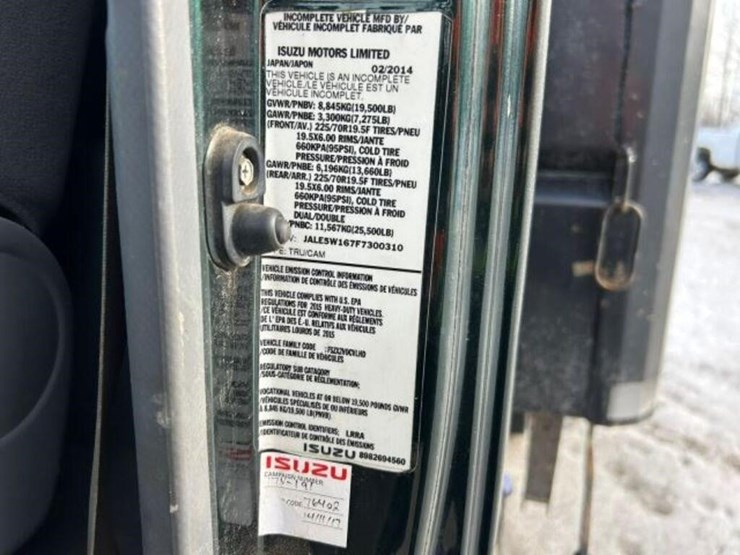 INCOMPLETE VEHICLE MFD BY/
VÉHICULE INCOMPLET FABRIQUÉ PAR
ISUZU MOTORS LIMITED
JAPAN/JAPON
02/2014
THIS VEHICLE IS AN INCOMPLETE
VEHICLE./LE VÉHICULE EST UN
VÉHICULE INCOMPLET.
GVWR/PNBV: 8,845KG(19,500LB)
GAWR/PNBE: 3,300KG(7,275LB)
(FRONT/AV.) 225/70R19.5F TIRES/PNEU
19.5X6.00 RIMS/JANTE
660KPA(95PSI), COLD TIRE
PRESSURE/PRESSION À FROID
GAWR/PNBE: 6,196KG(13,660LB)
(REAR/ARR.) 225/70R19.5F TIRES/PNEU
19.5X6.00 RIMS/JANTE
660KPA(95PSI), COLD TIRE
PRESSURE/PRESSION À FROID
DUAL/DOUBLE
PNBC: 11,567KG(25,500LB)
V: JALE5W167F7300310
E: TRU/CAM
VEHICLE EMISSION CONTROL INFORMATION
/INFORMATION DE CONTRÔLE DES ÉMISSIONS DE VÉHICULES
THIS VEHICLE COMPLIES WITH U.S. EPA
REGULATIONS FOR 2015 HEAVY-DUTY VEHICLES.
/CE VÉHICULE EST CONFORME AUX RÈGLEMENTS
DE L'EPA DES É.-U. RELATIFS AUX VÉHICULES
UTILITAIRES LOURDS DE 2015
VEHICLE FAMILY CODE :
/CODE DE FAMILLE DE VÉHICULES
REGULATORY SUB CATAGORY
/SOUS-CATÉGORIE DE RÉGLEMENTATION:
VOCATIONAL VEHICLES AT OR BELOW 19,500 POUNDS GVWR
/VÉHICULES SPÉCIALISÉS DE OU INFÉRIEURS
À 8,845 KG/19,500 LB(PNBV)
EMISSION CONTROL IDENTIFIERS: LRRA
/IDENTIFICATEUR DE CONTRÔLE DES ÉMISSIONS
ISUZU 8982694560
ISUZU
CAMPAIGN NUMBER
CODE 76402